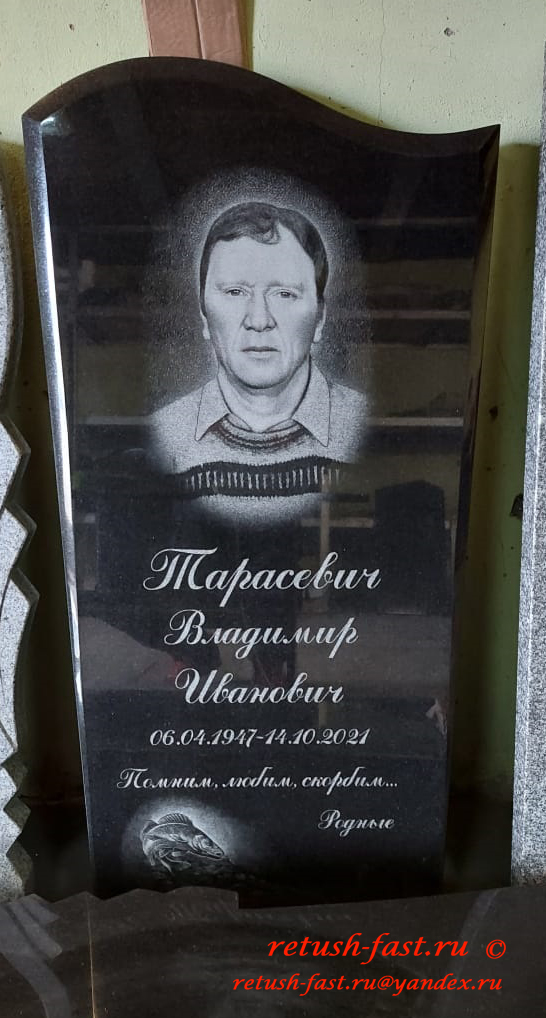 Тарасевич
Владимир
Иванович
06.04.1947-14.10.2021
Помним, любим, скорбим...
Родные
retush-fast.ru ©
retush-fast.ru@yandex.ru